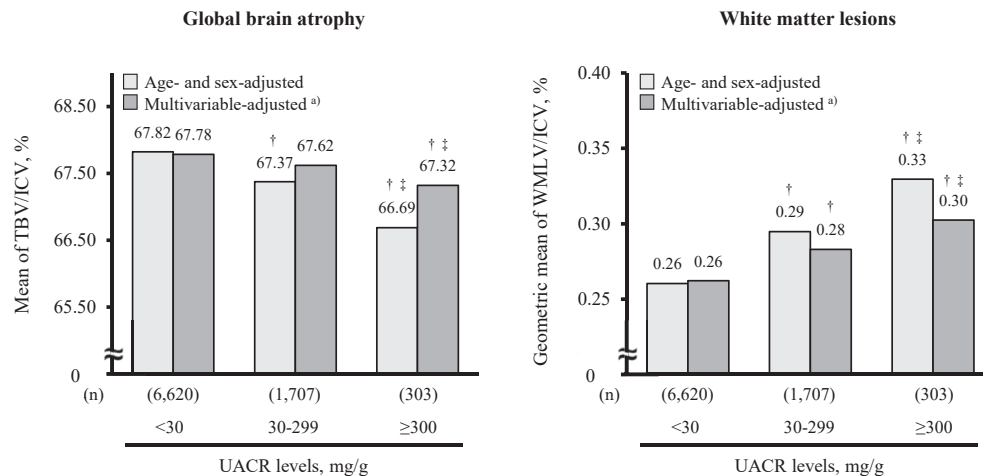 Global brain atrophy
Mean of TBV/ICV, %
68.50
67.50
66.50
65.50
0
Age- and sex-adjusted
Multivariable-adjusted a)
67.82 67.78
†
67.37
67.62
† ‡
66.69
† ‡
67.32
(n) (6,620) (1,707) (303)
<30 30-299 ≥300
UACR levels, mg/g
White matter lesions
Geometric mean of WMLV/ICV, %
0.40
0.35
0.30
0.25
0
Age- and sex-adjusted
Multivariable-adjusted a)
0.26 0.26
†
0.29
†
0.28
† ‡
0.33
† ‡
0.30
(n) (6,620) (1,707) (303)
<30 30-299 ≥300
UACR levels, mg/g